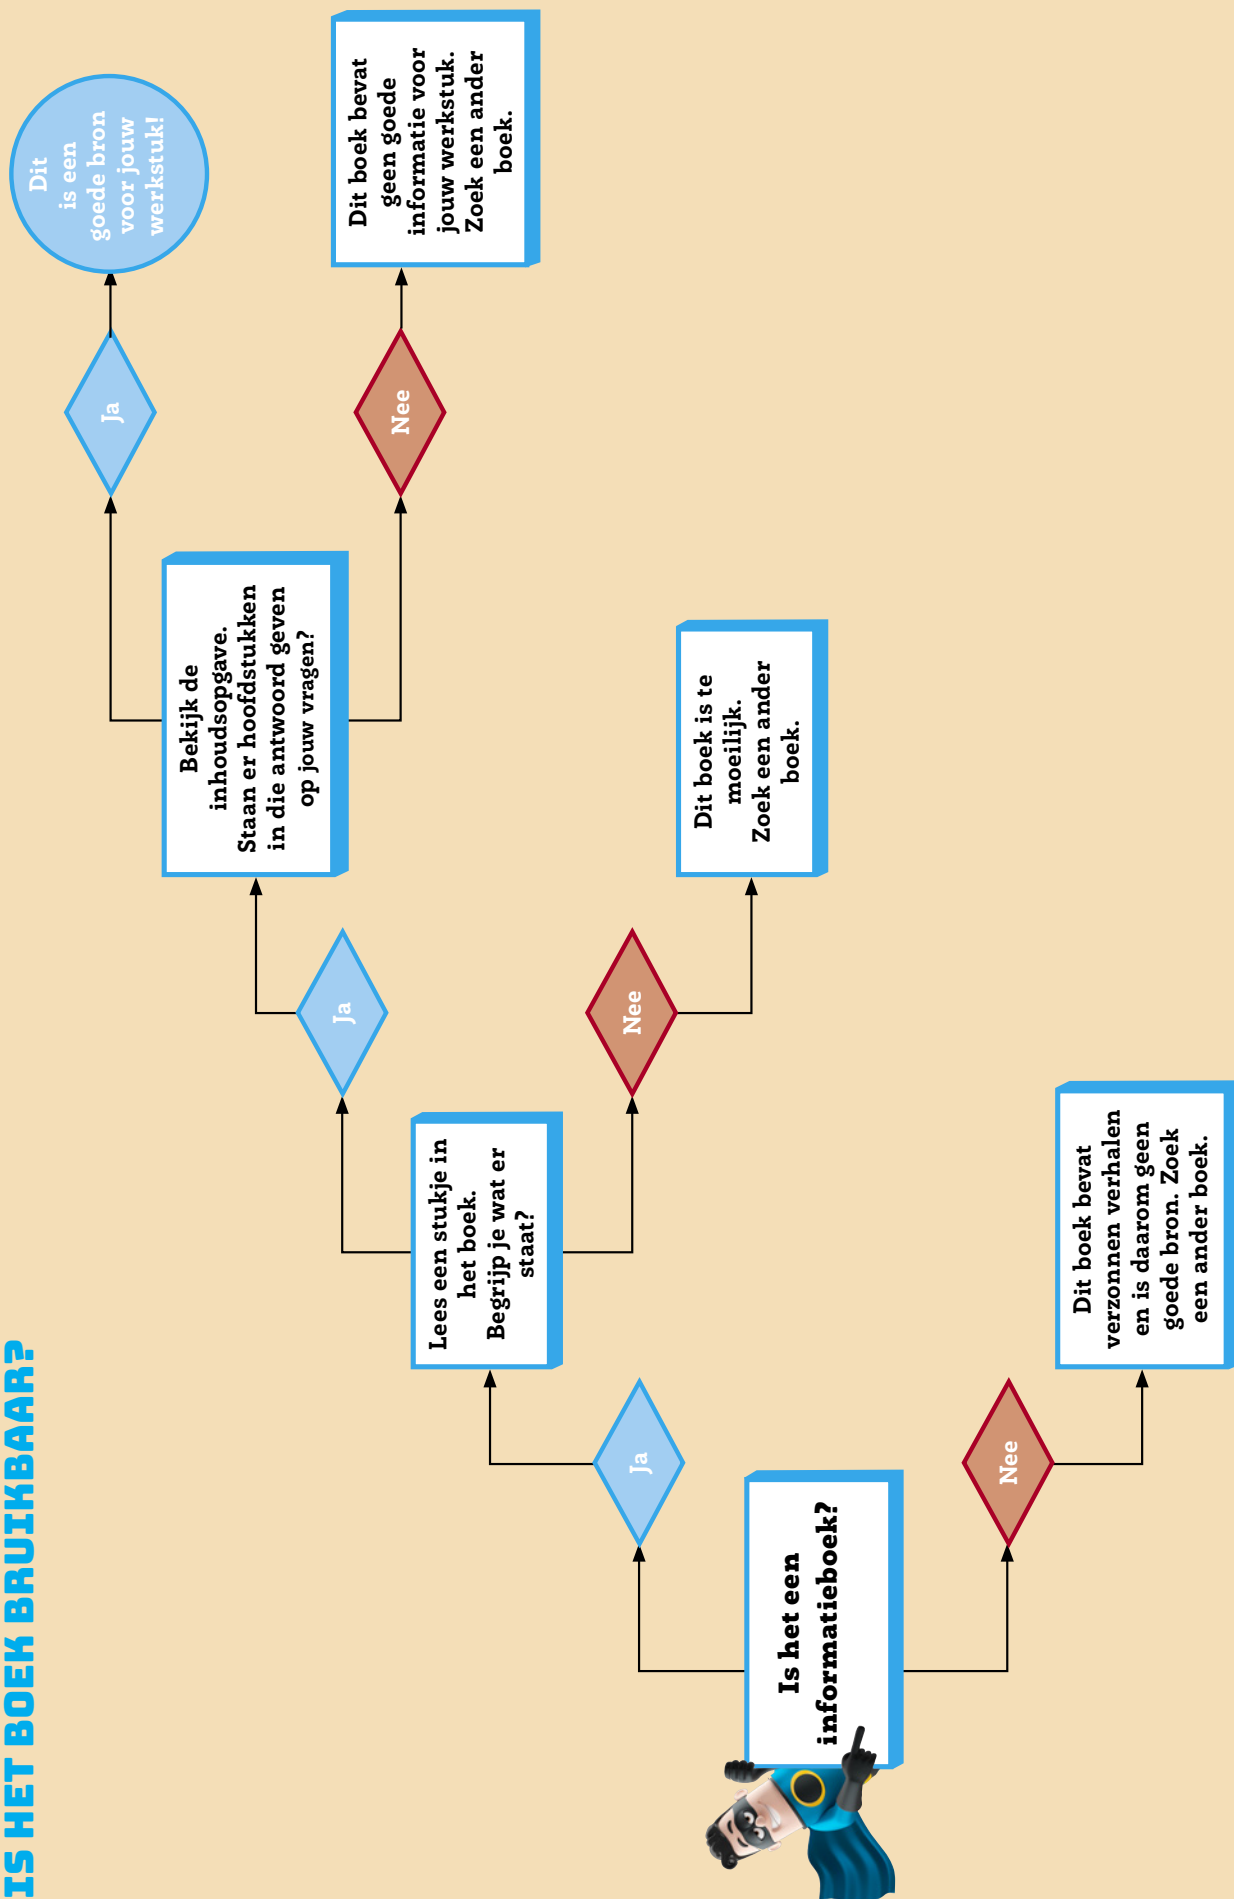 IS HET BOEK BRUIKBAAR?
Is het een
informatieboek?
Ja
Nee
Lees een stukje in
het boek.
Begrijp je wat er
staat?
Dit boek bevat
verzonnen verhalen
en is daarom geen
goede bron. Zoek
een ander boek.
Ja
Nee
Bekijk de
inhoudsopgave.
Staan er hoofdstukken
in die antwoord geven
op jouw vragen?
Dit boek is te
moeilijk.
Zoek een ander
boek.
Ja
Nee
Dit
is een
goede bron
voor jouw
werkstuk!
Dit boek bevat
geen goede
informatie voor
jouw werkstuk.
Zoek een ander
boek.